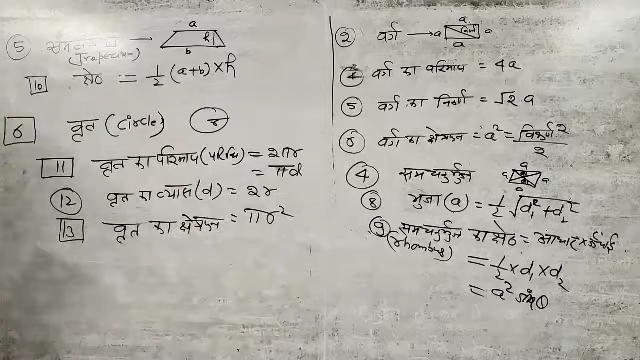 ⑤ समलम्ब (Trapezium) → a h b
10 क्षे० := 1/2 (a+b) × h
6 वृत (Circle) r
11 वृत का परिमाप (परिधि) = 2πr
= πd
12 वृत का व्यास (d) = 2r
13 वृत का क्षेत्रफल = πr²
② वर्ग → a a a a
④ वर्ग का परिमाप = 4a
⑤ वर्ग का विकर्ण = √2 a
⑥ वर्ग का क्षेत्रफल = a² = विकर्ण²/2
④ समचतुर्भुज
⑧ भुजा (a) = 1/2 √d₁² + d₂²
⑨ समचतुर्भुज का क्षे० = आधार × ऊँचाई
(Rhombus)
= 1/2 × d₁ × d₂
= a² sinθ